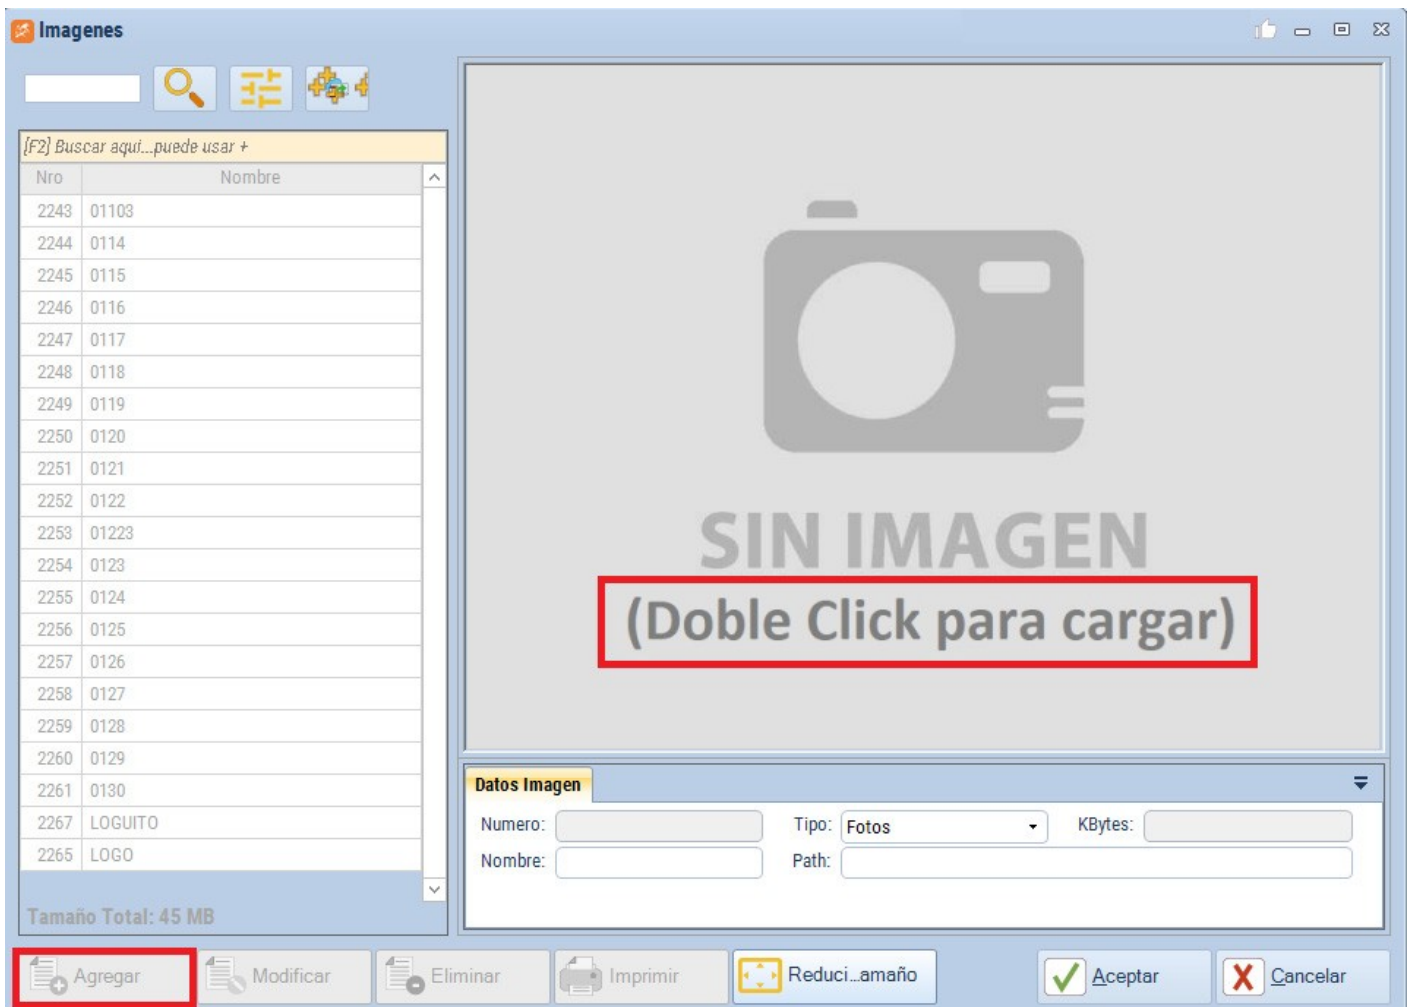 Imagenes
[F2] Buscar aqui...puede usar +
Nro Nombre
2243 01103
2244 0114
2245 0115
2246 0116
2247 0117
2248 0118
2249 0119
2250 0120
2251 0121
2252 0122
2253 01223
2254 0123
2255 0124
2256 0125
2257 0126
2258 0127
2259 0128
2260 0129
2261 0130
2267 LOGUITO
2265 LOGO
Tamaño Total: 45 MB
SIN IMAGEN
(Doble Click para cargar)
Datos Imagen
Numero: Tipo: Fotos KBytes:
Nombre: Path:
Agregar Modificar Eliminar Imprimir Reduci...amaño Aceptar Cancelar